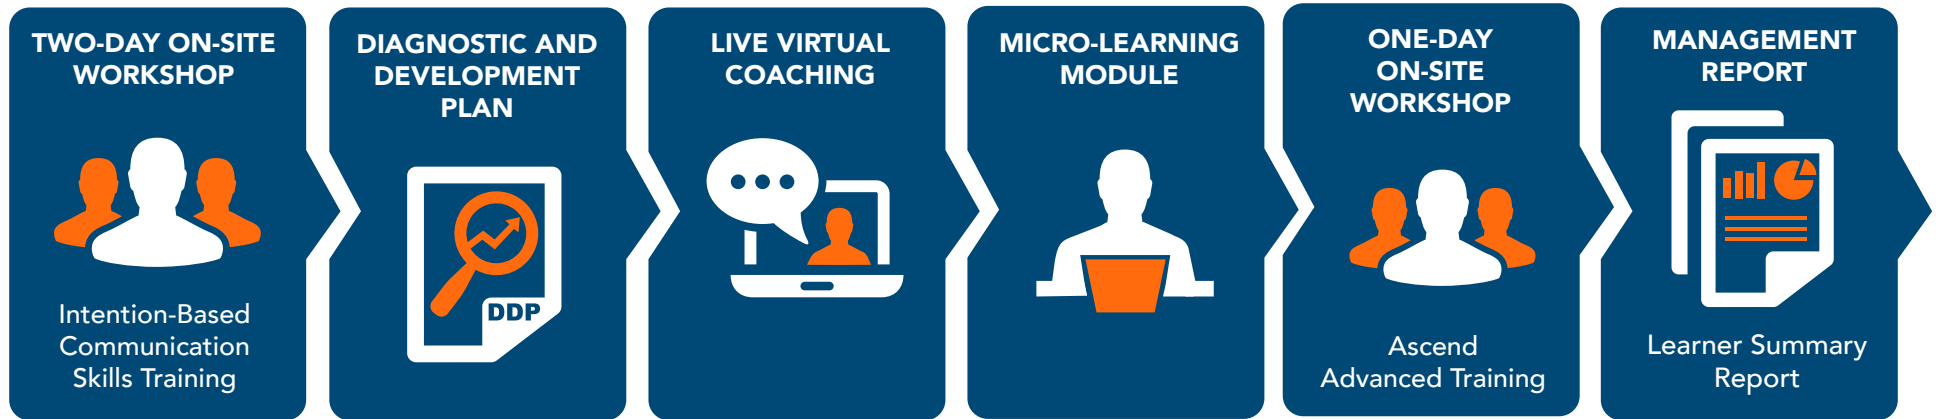 TWO-DAY ON-SITE
WORKSHOP
Intention-Based
Communication
Skills Training
DIAGNOSTIC AND
DEVELOPMENT
PLAN
DDP
LIVE VIRTUAL
COACHING
MICRO-LEARNING
MODULE
ONE-DAY
ON-SITE
WORKSHOP
Ascend
Advanced Training
MANAGEMENT
REPORT
Learner Summary
Report